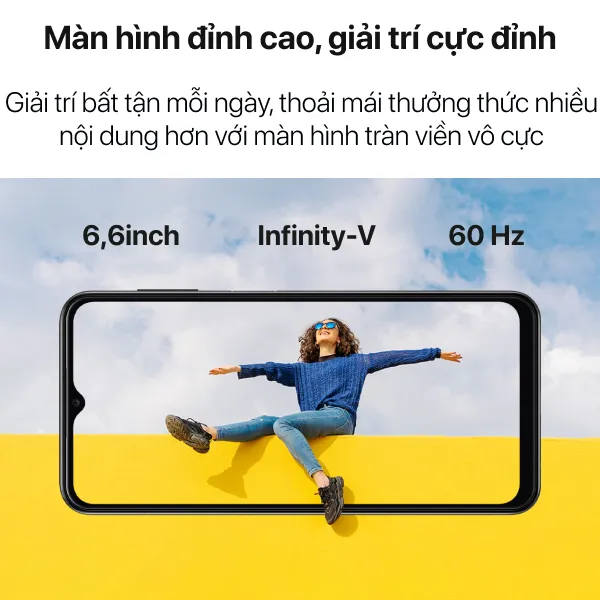 Màn hình đỉnh cao, giải trí cực đỉnh
Giải trí bất tận mỗi ngày, thoải mái thưởng thức nhiều
nội dung hơn với màn hình tràn viền vô cực
6,6inch Infinity-V 60 Hz